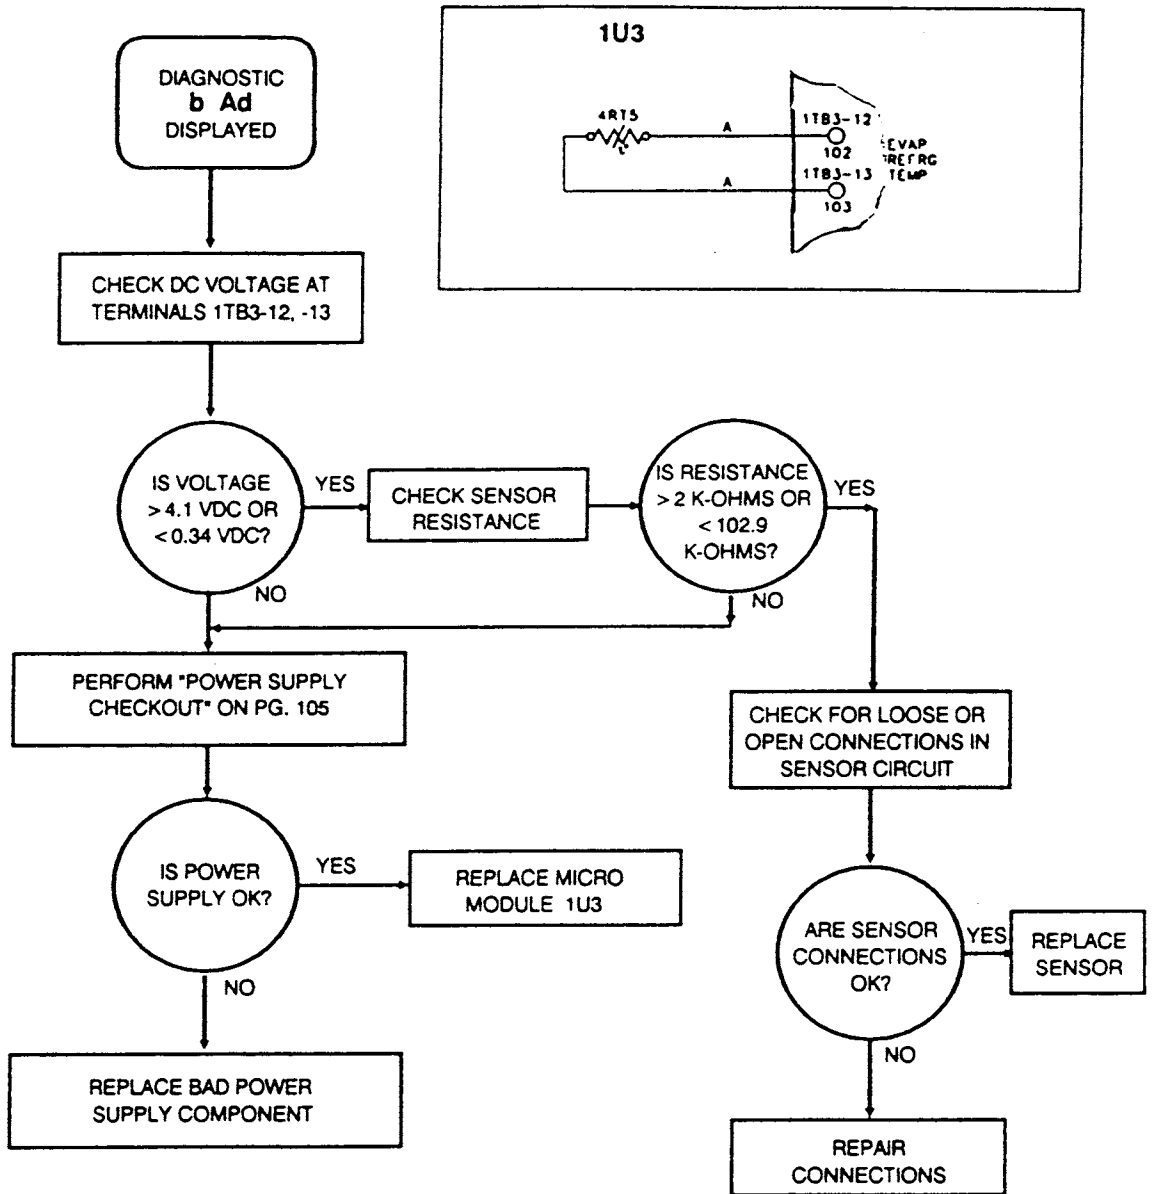 DIAGNOSTIC
b Ad
DISPLAYED
1U3
4RT5
A
1TB3-12
102
A
1TB3-13
103
EVAP
REFRG
TEMP
CHECK DC VOLTAGE AT
TERMINALS 1TB3-12, -13
IS VOLTAGE
> 4.1 VDC OR
< 0.34 VDC?
YES
NO
CHECK SENSOR
RESISTANCE
IS RESISTANCE
> 2 K-OHMS OR
< 102.9
K-OHMS?
YES
NO
PERFORM "POWER SUPPLY
CHECKOUT" ON PG. 105
CHECK FOR LOOSE OR
OPEN CONNECTIONS IN
SENSOR CIRCUIT
IS POWER
SUPPLY OK?
YES
NO
REPLACE MICRO
MODULE 1U3
ARE SENSOR
CONNECTIONS
OK?
YES
NO
REPLACE
SENSOR
REPLACE BAD POWER
SUPPLY COMPONENT
REPAIR
CONNECTIONS